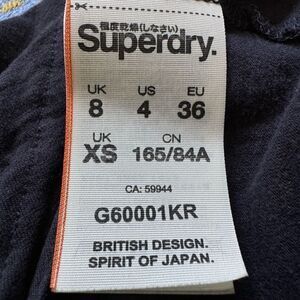 極度乾燥(しなさい)
Superdry.
UK US EU
8 4 36
UK CN
XS 165/84A
CA: 59944
G60001KR
BRITISH DESIGN.
SPIRIT OF JAPAN.